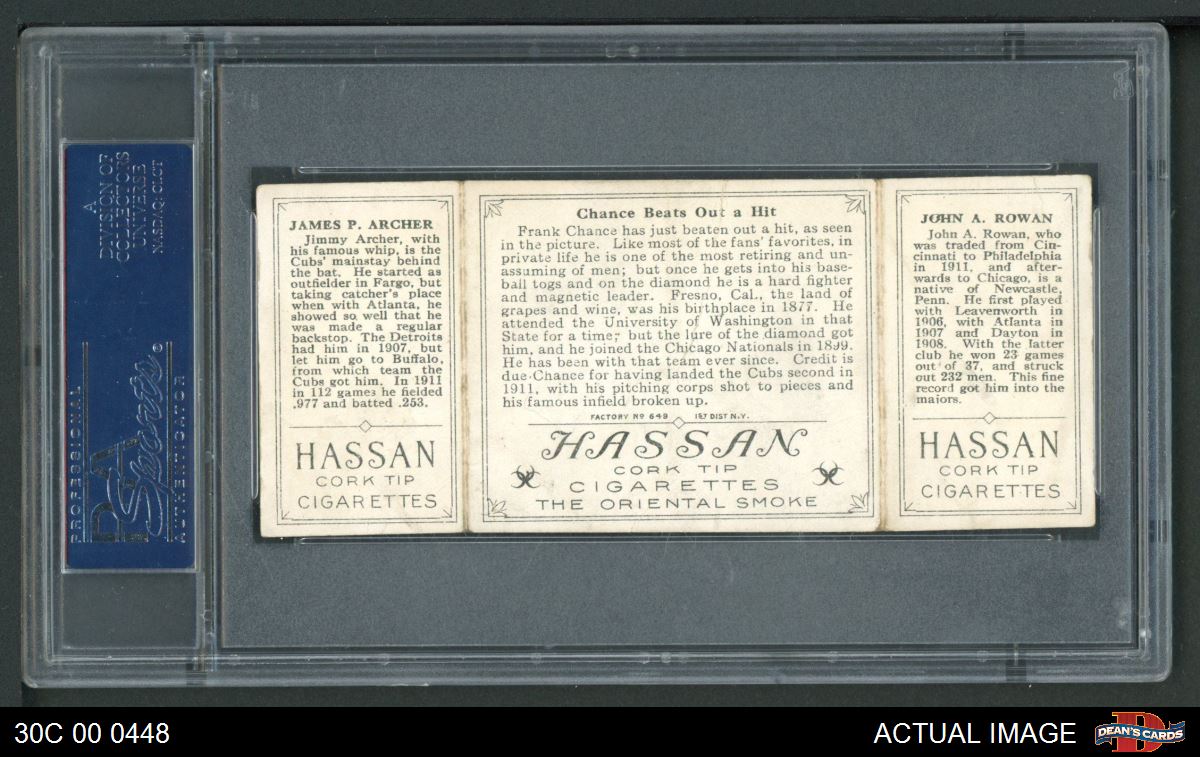 A
DIVISION OF
COLLECTORS
UNIVERSE
NASDAQ: CLCT
PROFESSIONAL
PSA
Sports
AUTHENTICATOR
JAMES P. ARCHER
Jimmy Archer, with
his famous whip, is the
Cubs' mainstay behind
the bat. He started as
outfielder in Fargo, but
taking catcher's place
when with Atlanta, he
showed so well that he
was made a regular
backstop. The Detroits
had him in 1907, but
let him go to Buffalo,
from which team the
Cubs got him. In 1911
in 112 games he fielded
.977 and batted .253.
HASSAN
CORK TIP
CIGARETTES
Chance Beats Out a Hit
Frank Chance has just beaten out a hit, as seen
in the picture. Like most of the fans' favorites, in
private life he is one of the most retiring and un-
assuming of men; but once he gets into his base-
ball togs and on the diamond he is a hard fighter
and magnetic leader. Fresno, Cal., the land of
grapes and wine, was his birthplace in 1877. He
attended the University of Washington in that
State for a time; but the lure of the diamond got
him, and he joined the Chicago Nationals in 1899.
He has been with that team ever since. Credit is
due Chance for having landed the Cubs second in
1911, with his pitching corps shot to pieces and
his famous infield broken up.
FACTORY Nº 649 1ST DIST N.Y.
HASSAN
CORK TIP
CIGARETTES
THE ORIENTAL SMOKE
JOHN A. ROWAN
John A. Rowan, who
was traded from Cin-
cinnati to Philadelphia
in 1911, and after-
wards to Chicago, is a
native of Newcastle,
Penn. He first played
with Leavenworth in
1906, with Atlanta in
1907 and Dayton in
1908. With the latter
club he won 23 games
out of 37, and struck
out 232 men. This fine
record got him into the
majors.
HASSAN
CORK TIP
CIGARETTES
30C 00 0448
ACTUAL IMAGE
D
DEAN'S CARDS